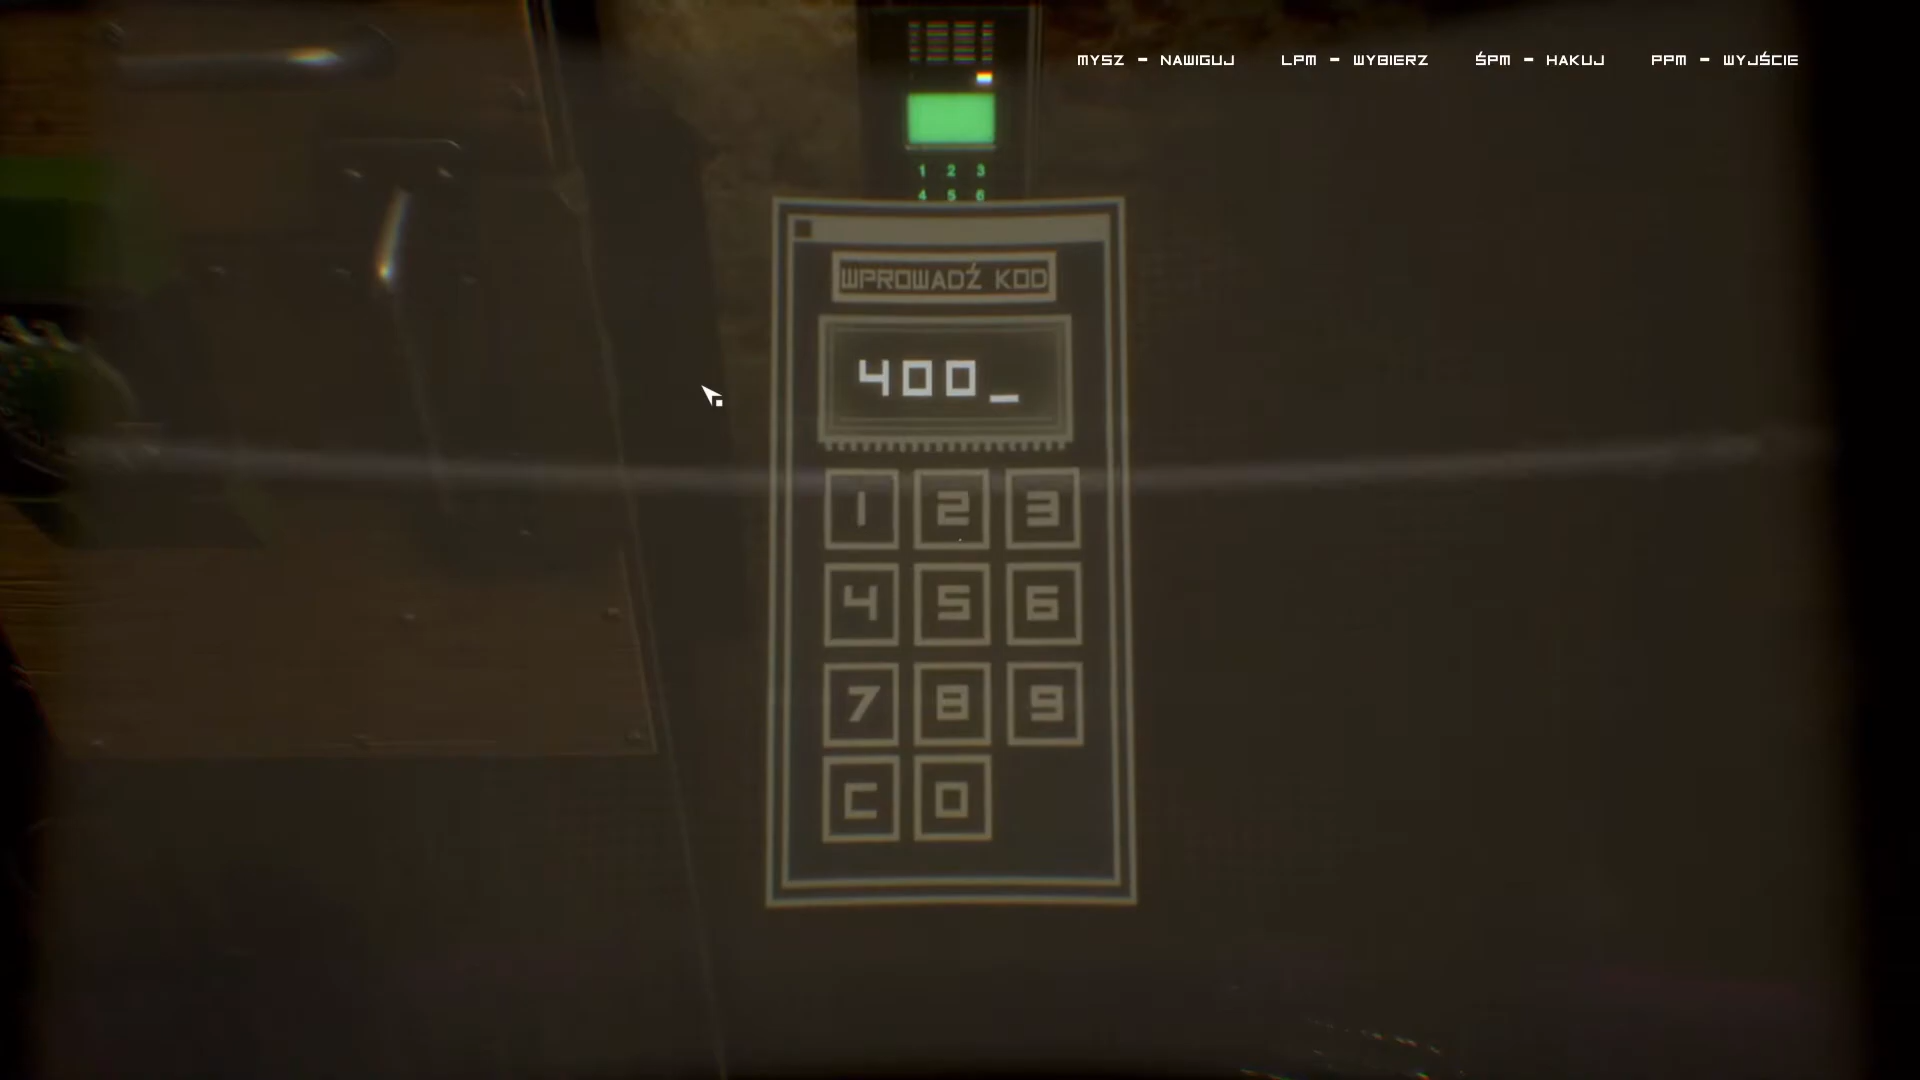 MYSZ - NAWIGUJ LPM - WYBIERZ ŚPM - HAKUJ PPM - WYJŚCIE
1 2 3
4 5 6
WPROWADŹ KOD
400_
1 2 3
4 5 6
7 8 9
C 0